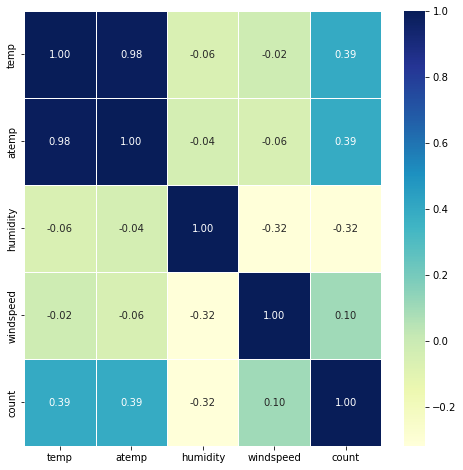 temp 1.00 0.98 -0.06 -0.02 0.39
atemp 0.98 1.00 -0.04 -0.06 0.39
humidity -0.06 -0.04 1.00 -0.32 -0.32
windspeed -0.02 -0.06 -0.32 1.00 0.10
count 0.39 0.39 -0.32 0.10 1.00
temp atemp humidity windspeed count
1.0
0.8
0.6
0.4
0.2
0.0
−0.2